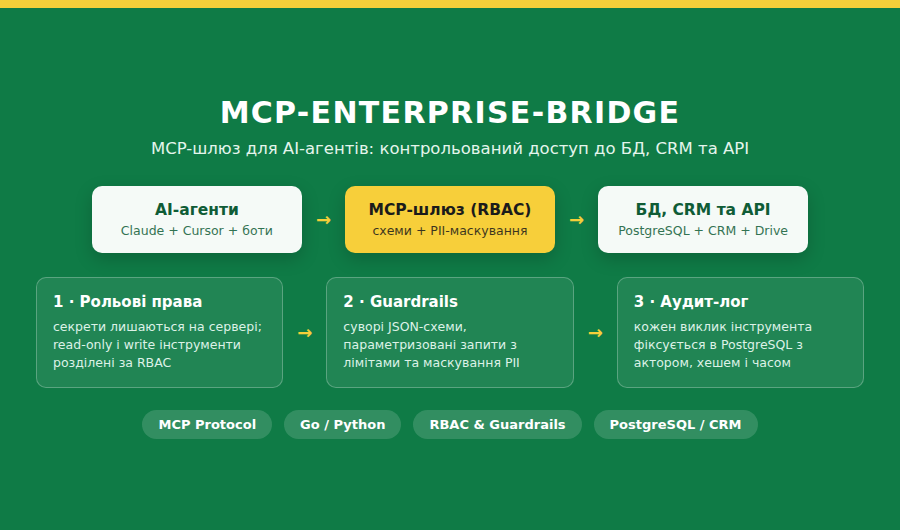 MCP-ENTERPRISE-BRIDGE
MCP-шлюз для AI-агентів: контрольований доступ до БД, CRM та API
AI-агенти
Claude + Cursor + боти
→
MCP-шлюз (RBAC)
схеми + PII-маскування
→
БД, CRM та API
PostgreSQL + CRM + Drive
1 · Рольові права
секрети лишаються на сервері;
read-only і write інструменти
розділені за RBAC
→
2 · Guardrails
суворі JSON-схеми,
параметризовані запити з
лімітами та маскування PII
→
3 · Аудит-лог
кожен виклик інструмента
фіксується в PostgreSQL з
актором, хешем і часом
MCP Protocol
Go / Python
RBAC & Guardrails
PostgreSQL / CRM